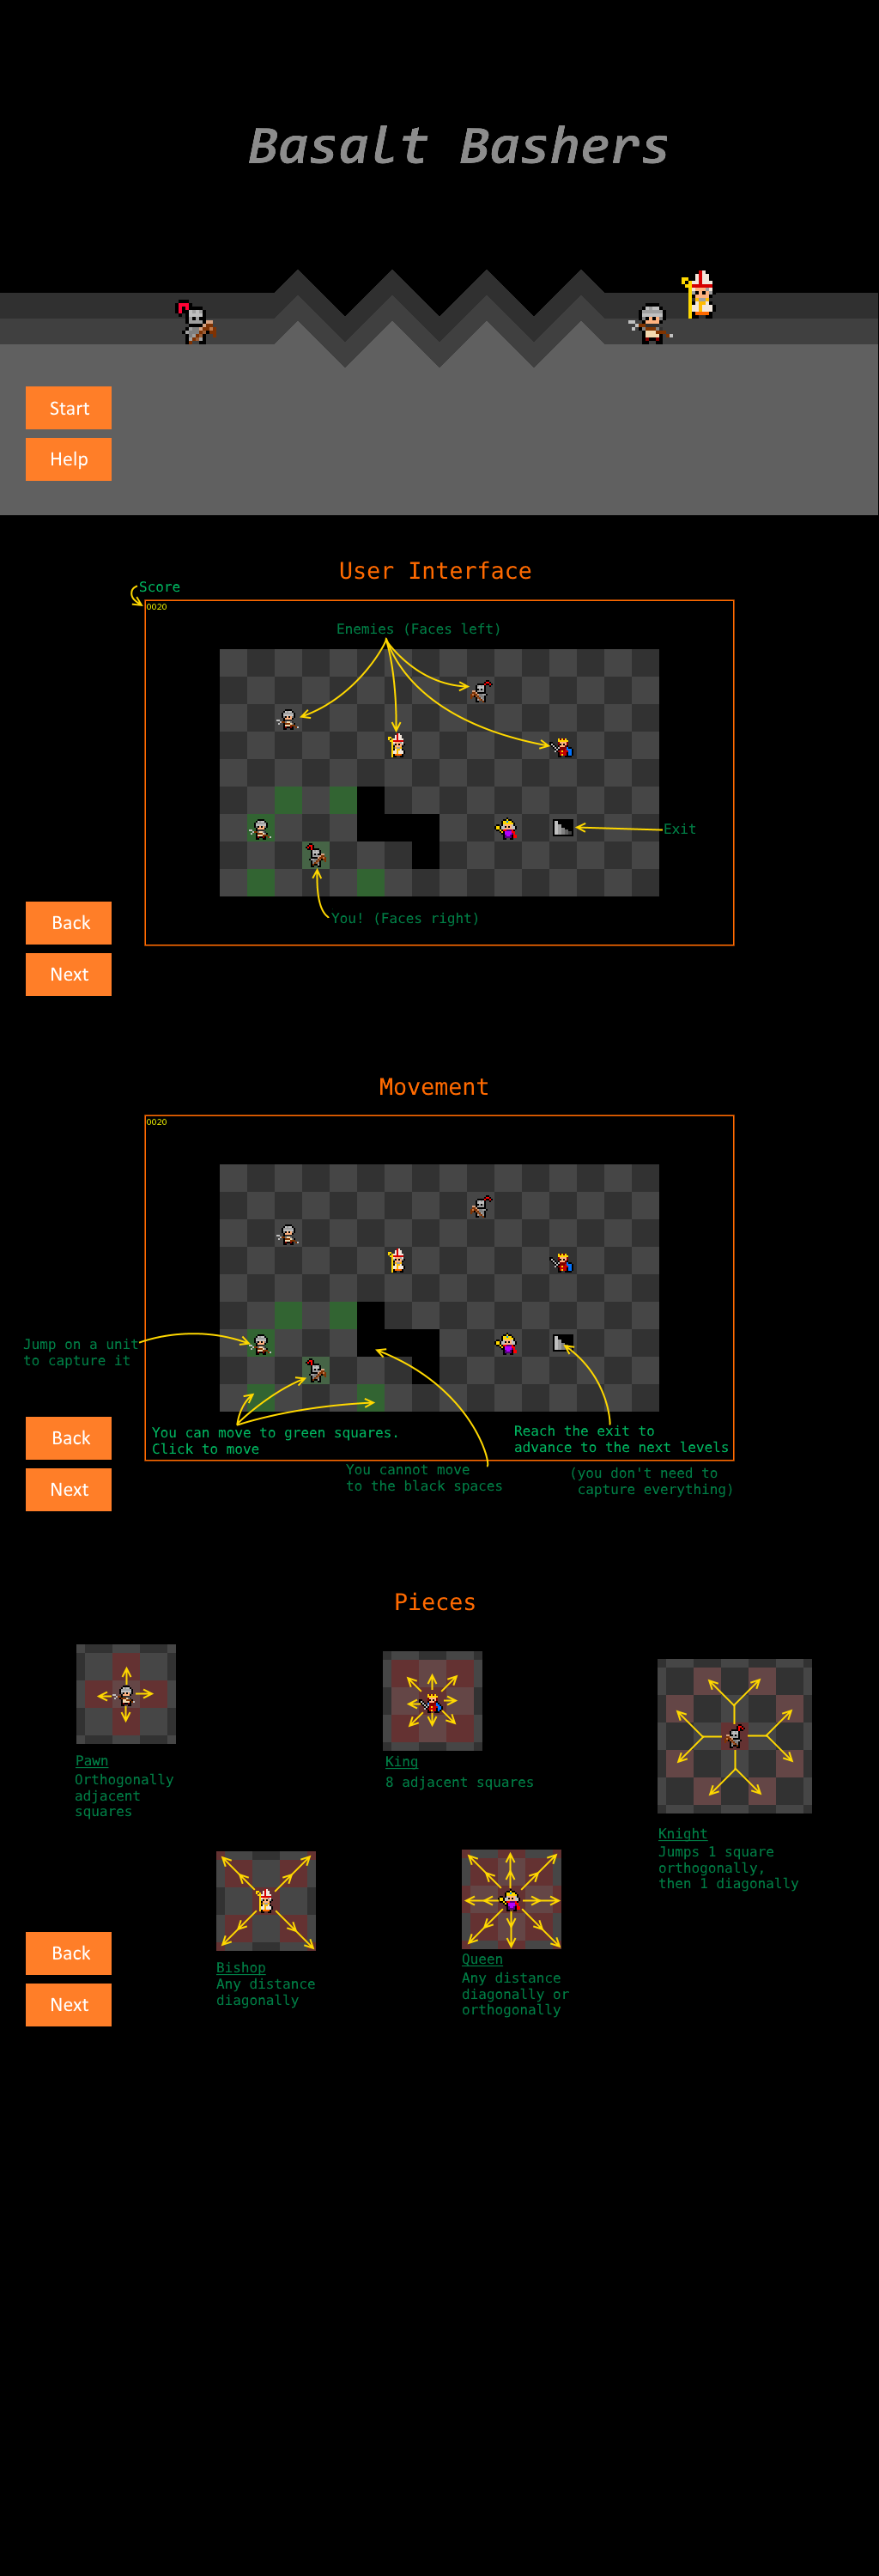 Basalt Bashers
Start
Help
User Interface
Score
0020
Enemies (Faces left)
Exit
You! (Faces right)
Back
Next
Movement
0020
Jump on a unit
to capture it
You can move to green squares.
Click to move
Reach the exit to
advance to the next levels
You cannot move
to the black spaces
(you don't need to
capture everything)
Back
Next
Pieces
Pawn
Orthogonally
adjacent
squares
King
8 adjacent squares
Knight
Jumps 1 square
orthogonally,
then 1 diagonally
Bishop
Any distance
diagonally
Queen
Any distance
diagonally or
orthogonally
Back
Next